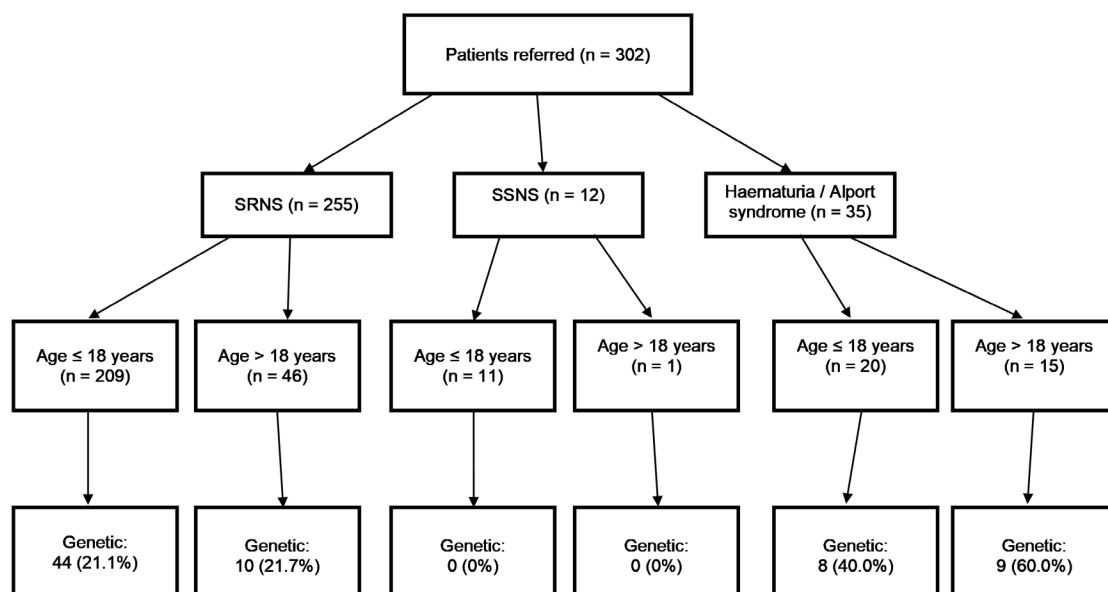 Patients referred (n = 302)
SRNS (n = 255)
SSNS (n = 12)
Haematuria / Alport
syndrome (n = 35)
Age ≤ 18 years
(n = 209)
Age > 18 years
(n = 46)
Age ≤ 18 years
(n = 11)
Age > 18 years
(n = 1)
Age ≤ 18 years
(n = 20)
Age > 18 years
(n = 15)
Genetic:
44 (21.1%)
Genetic:
10 (21.7%)
Genetic:
0 (0%)
Genetic:
0 (0%)
Genetic:
8 (40.0%)
Genetic:
9 (60.0%)